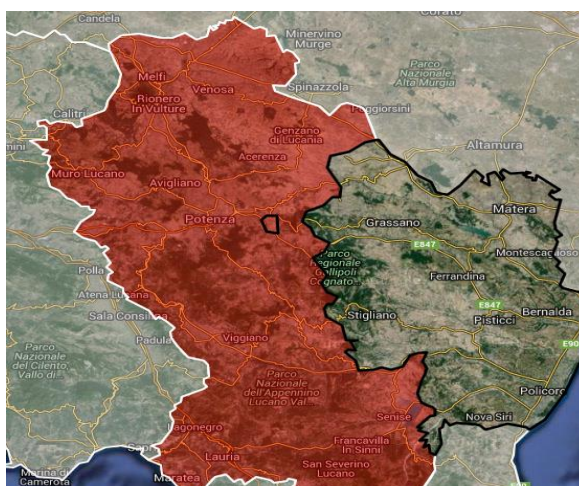 Candela
Corato
Minervino
Murge
Parco
Nazionale
Alta Murgia
Melfi
Venosa
Spinazzola
Rionero
In Vulture
Calitri
Genzano
di Lucania
Altamura
Acerenza
Muro Lucano
Avigliano
Potenza
Grassano
Matera
E847
Montescaglioso
Parco
Regionale
Gallipoli
Cognato
Ferrandina
Polla
Atena Lucana
Sala Consilina
Stigliano
E847
Bernalda
Pisticci
Padula
Viggiano
E90
Parco
Nazionale
del Cilento,
Vallo di
Parco
Nazionale
dell'Appennino
Lucano Val
Policoro
Senise
Nova Siri
Lagonegro
Francavilla
In Sinni
Lauria
San Severino
Lucano
Maratea
Marina di
Camerota